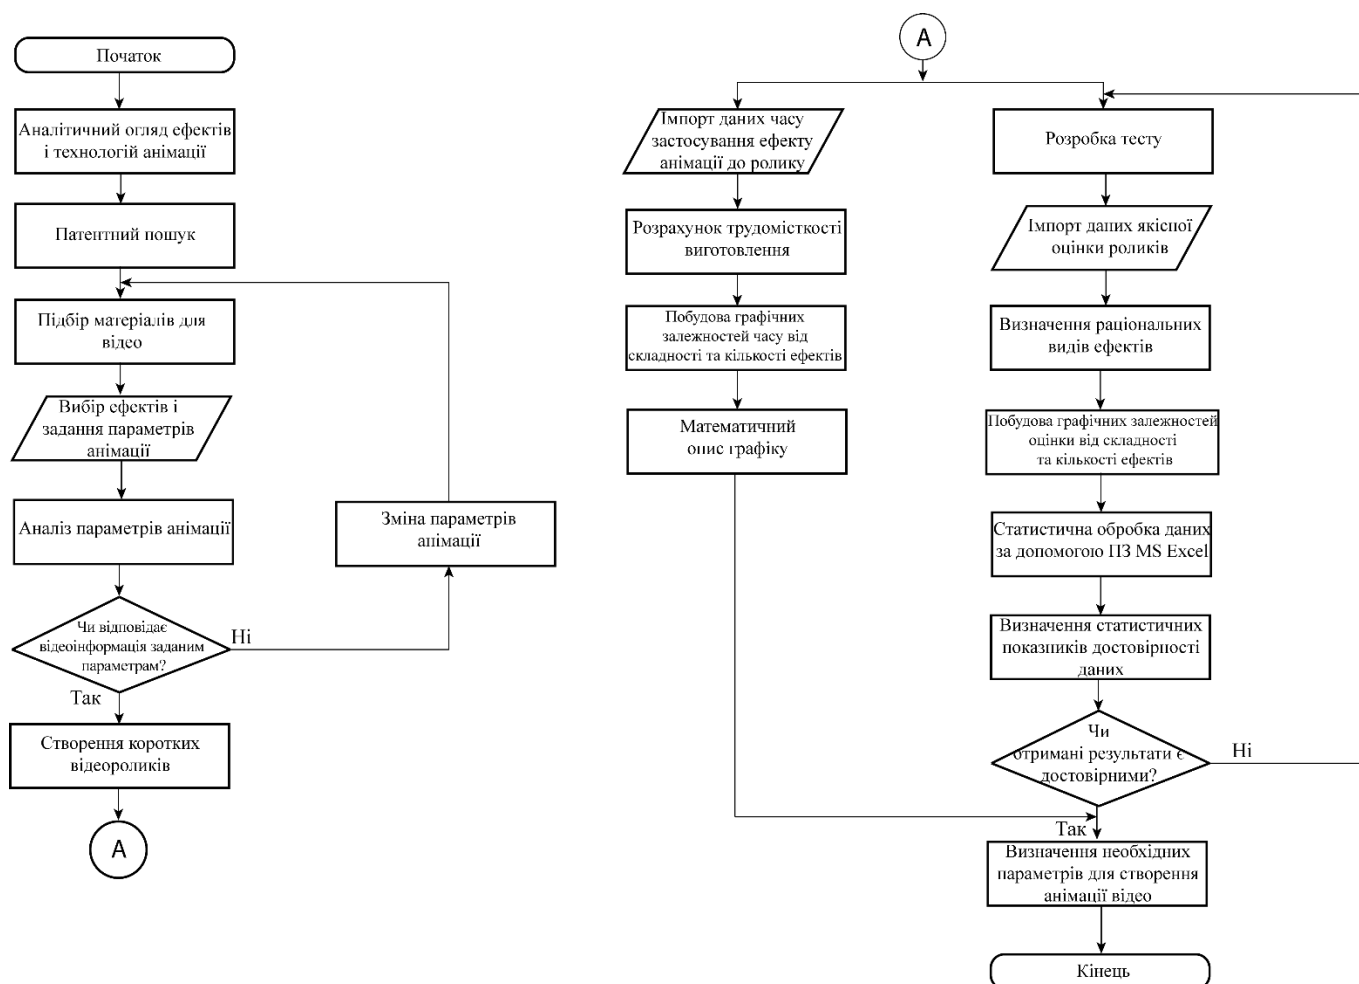 Початок
Аналітичний огляд ефектів
і технологій анімації
Патентний пошук
Підбір матеріалів для
відео
Вибір ефектів і
задання параметрів
анімації
Аналіз параметрів анімації
Зміна параметрів
анімації
Чи відповідає
відеоінформація заданим
параметрам?
Ні
Так
Створення коротких
відеороликів
A
A
Імпорт даних часу
застосування ефекту
анімації до ролику
Розрахунок трудомісткості
виготовлення
Побудова графічних
залежностей часу від
складності та кількості ефектів
Математичний
опис графіку
Розробка тесту
Імпорт даних якісної
оцінки роликів
Визначення раціональних
видів ефектів
Побудова графічних залежностей
оцінки від складності
та кількості ефектів
Статистична обробка даних
за допомогою ПЗ MS Excel
Визначення статистичних
показників достовірності
даних
Чи
отримані результати є
достовірними?
Ні
Так
Визначення необхідних
параметрів для створення
анімації відео
Кінець